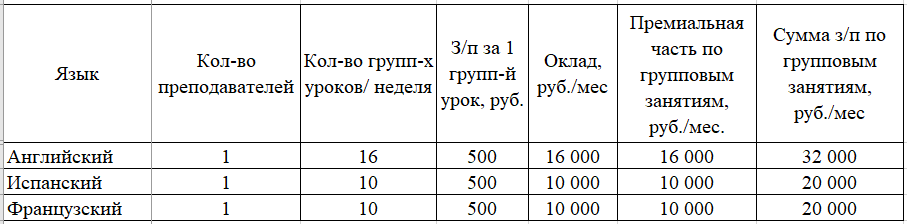 Язык
Кол-во
преподавателей
Кол-во групп-х
уроков/ неделя
З/п за 1
групп-й
урок, руб.
Оклад,
руб./мес
Премиальная
часть по
групповым
занятиям,
руб./мес.
Сумма з/п по
групповым
занятиям,
руб./мес
Английский 1 16 500 16 000 16 000 32 000
Испанский 1 10 500 10 000 10 000 20 000
Французский 1 10 500 10 000 10 000 20 000